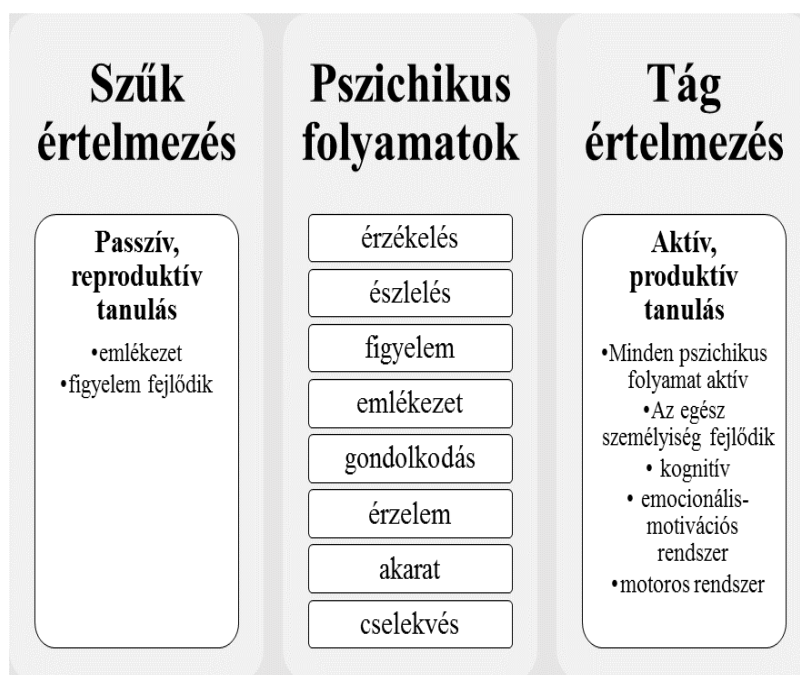 Szűk
értelmezés
Passzív,
reproduktív
tanulás
•emlékezet
•figyelem fejlődik
Pszichikus
folyamatok
érzékelés
észlelés
figyelem
emlékezet
gondolkodás
érzelem
akarat
cselekvés
Tág
értelmezés
Aktív,
produktív
tanulás
•Minden pszichikus
folyamat aktív
•Az egész
személyiség fejlődik
• kognitív
• emocionális-
motivációs
rendszer
•motoros rendszer